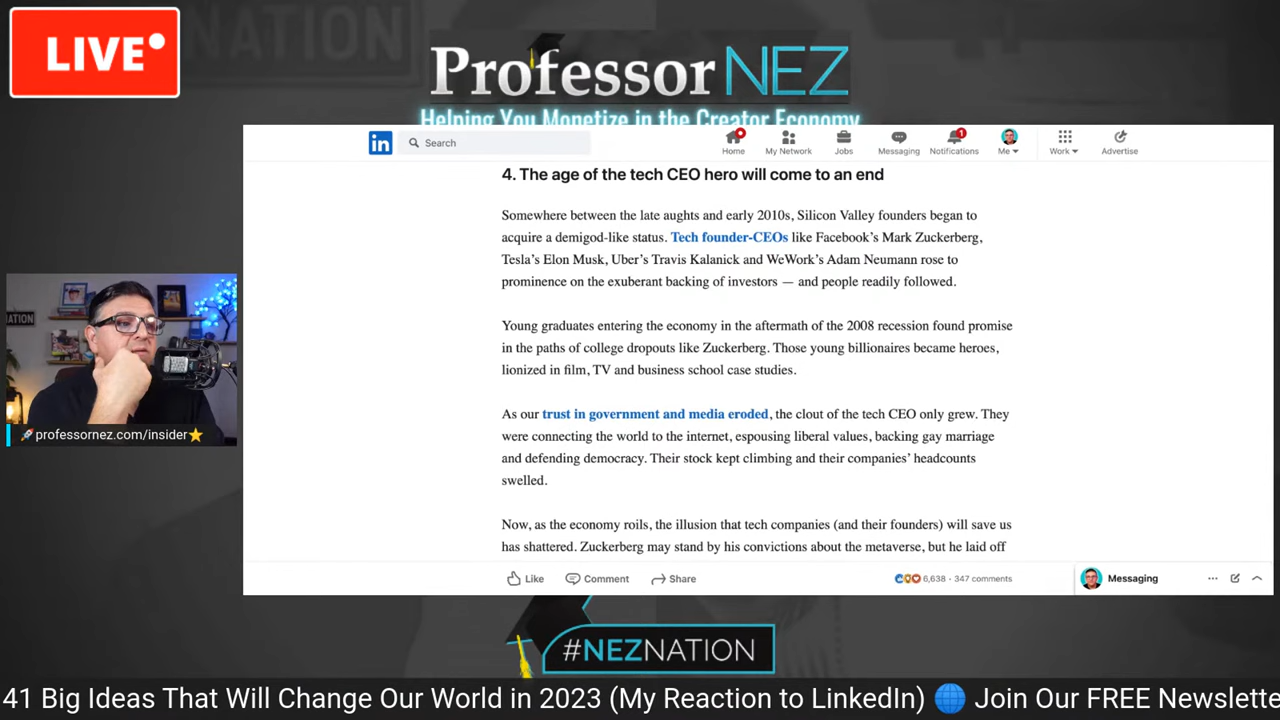 LIVE
NATION
Professor NEZ
Helping You Monetize in the Creator Economy
in
Search
Home
My Network
Jobs
Messaging
1
Notifications
Me
Work
Advertise
4. The age of the tech CEO hero will come to an end
Somewhere between the late aughts and early 2010s, Silicon Valley founders began to
acquire a demigod-like status. Tech founder-CEOs like Facebook’s Mark Zuckerberg,
Tesla’s Elon Musk, Uber’s Travis Kalanick and WeWork’s Adam Neumann rose to
prominence on the exuberant backing of investors — and people readily followed.
Young graduates entering the economy in the aftermath of the 2008 recession found promise
in the paths of college dropouts like Zuckerberg. Those young billionaires became heroes,
lionized in film, TV and business school case studies.
As our trust in government and media eroded, the clout of the tech CEO only grew. They
were connecting the world to the internet, espousing liberal values, backing gay marriage
and defending democracy. Their stock kept climbing and their companies’ headcounts
swelled.
Now, as the economy roils, the illusion that tech companies (and their founders) will save us
has shattered. Zuckerberg may stand by his convictions about the metaverse, but he laid off
Like
Comment
Share
6,638 · 347 comments
Messaging
NATION
🚀professornez.com/insider⭐
#NEZNATION
41 Big Ideas That Will Change Our World in 2023 (My Reaction to LinkedIn) 🌐 Join Our FREE Newslette